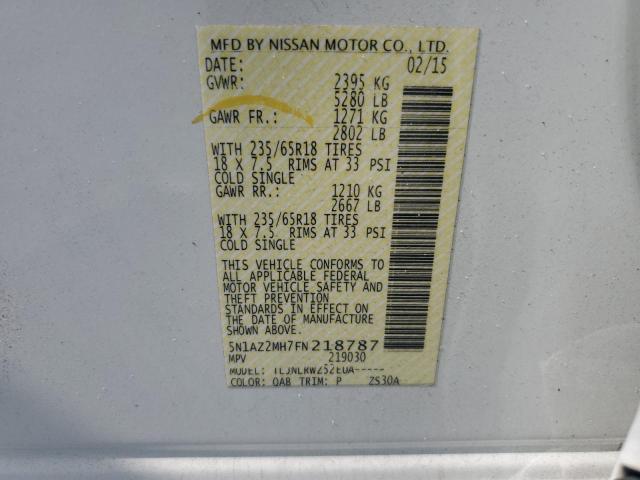 MFD BY NISSAN MOTOR CO., LTD.
DATE: 02/15
GVWR: 2395 KG
5280 LB
GAWR FR.: 1271 KG
2802 LB
WITH 235/65R18 TIRES
18 X 7.5 RIMS AT 33 PSI
COLD SINGLE
GAWR RR.: 1210 KG
2667 LB
WITH 235/65R18 TIRES
18 X 7.5 RIMS AT 33 PSI
COLD SINGLE
THIS VEHICLE CONFORMS TO
ALL APPLICABLE FEDERAL
MOTOR VEHICLE SAFETY AND
THEFT PREVENTION
STANDARDS IN EFFECT ON
THE DATE OF MANUFACTURE
SHOWN ABOVE.
5N1AZ2MH7FN218787
MPV 219030
MODEL: TLJNLRWZ52EUA-----
COLOR: QAB TRIM: P ZS30A